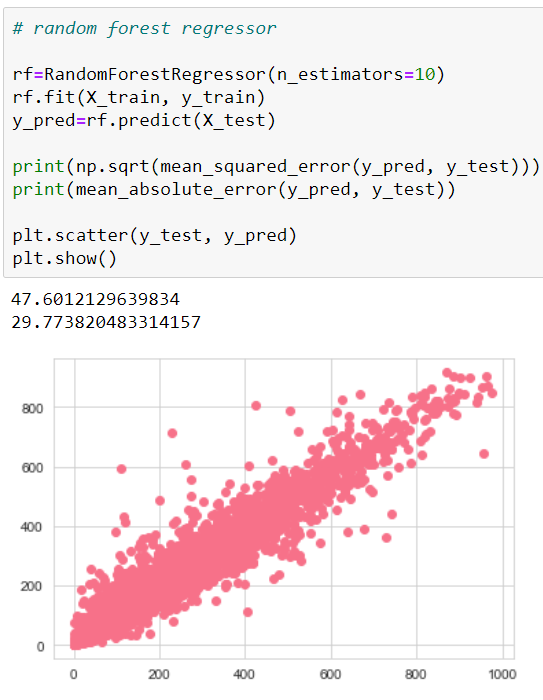 # random forest regressor
rf=RandomForestRegressor(n_estimators=10)
rf.fit(X_train, y_train)
y_pred=rf.predict(X_test)
print(np.sqrt(mean_squared_error(y_pred, y_test)))
print(mean_absolute_error(y_pred, y_test))
plt.scatter(y_test, y_pred)
plt.show()
47.6012129639834
29.773820483314157
800
600
400
200
0
0 200 400 600 800 1000